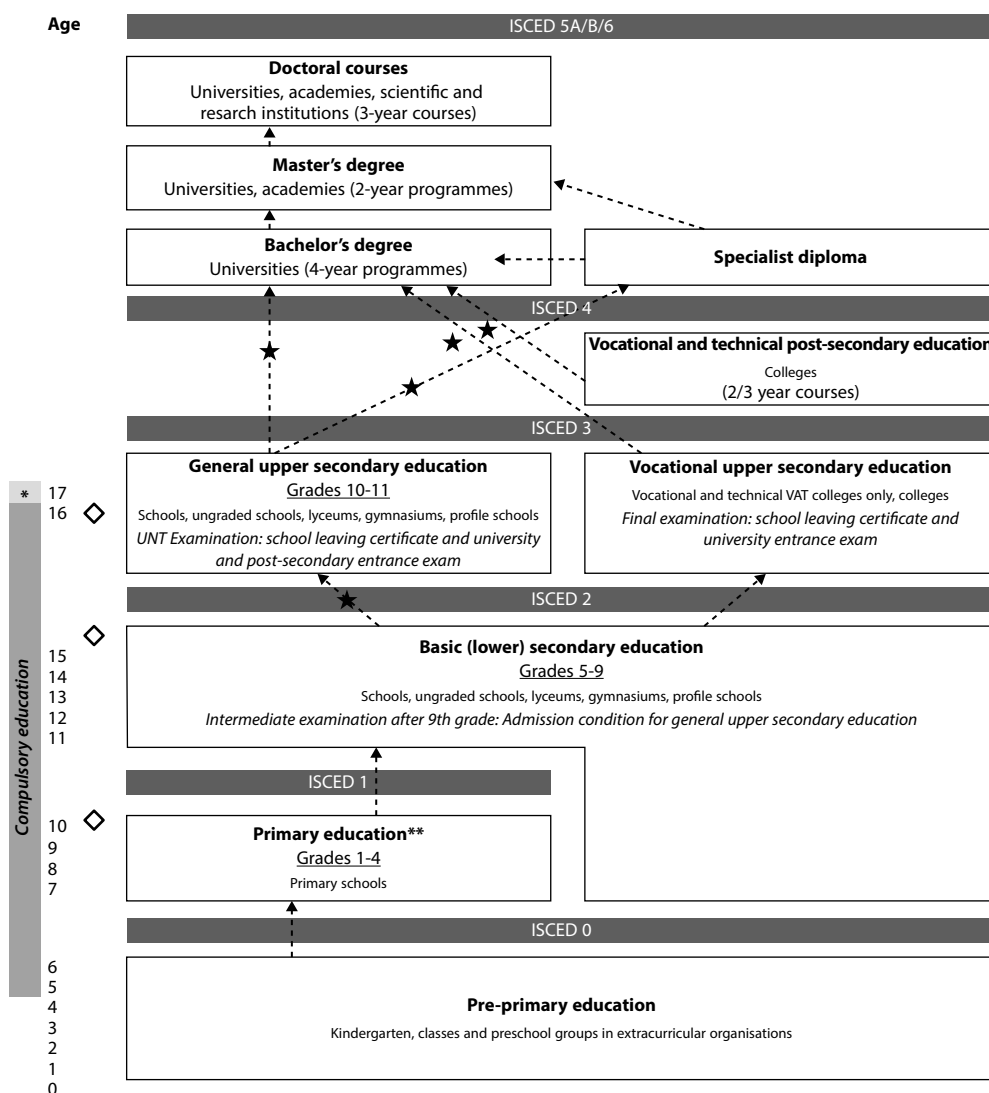 Age
ISCED 5A/B/6
Doctoral courses
Universities, academies, scientific and
resarch institutions (3-year courses)
Master's degree
Universities, academies (2-year programmes)
Bachelor's degree
Universities (4-year programmes)
Specialist diploma
ISCED 4
Vocational and technical post-secondary education
Colleges
(2/3 year courses)
ISCED 3
General upper secondary education
Grades 10-11
Schools, ungraded schools, lyceums, gymnasiums, profile schools
UNT Examination: school leaving certificate and university
and post-secondary entrance exam
Vocational upper secondary education
Vocational and technical VAT colleges only, colleges
Final examination: school leaving certificate and
university entrance exam
*
17
16
ISCED 2
Compulsory education
Basic (lower) secondary education
Grades 5-9
Schools, ungraded schools, lyceums, gymnasiums, profile schools
Intermediate examination after 9th grade: Admission condition for general upper secondary education
15
14
13
12
11
ISCED 1
Primary education**
Grades 1-4
Primary schools
10
9
8
7
ISCED 0
Pre-primary education
Kindergarten, classes and preschool groups in extracurricular organisations
6
5
4
3
2
1
0